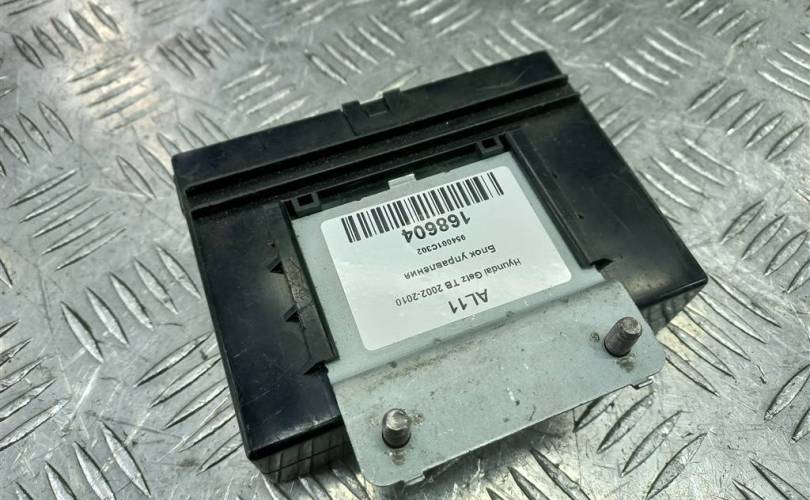 AL11
Hyundai Getz TB 2002-2010
Блок управления
954001C302
168604